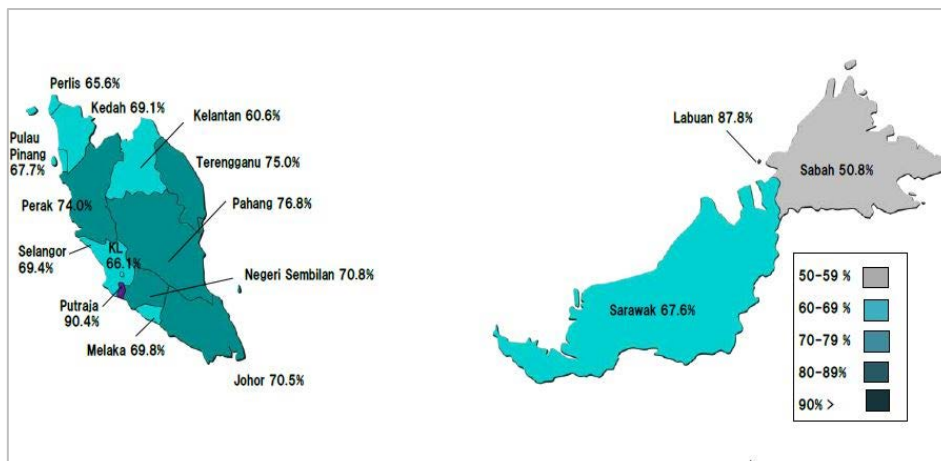 Perlis 65.6%
Kedah 69.1%
Kelantan 60.6%
Pulau
Pinang
67.7%
Terengganu 75.0%
Perak 74.0%
Pahang 76.8%
Selangor
69.4%
KL
66.1%
Negeri Sembilan 70.8%
Putraja
90.4%
Melaka 69.8%
Johor 70.5%
Labuan 87.8%
Sabah 50.8%
Sarawak 67.6%
50-59 %
60-69 %
70-79 %
80-89%
90% >